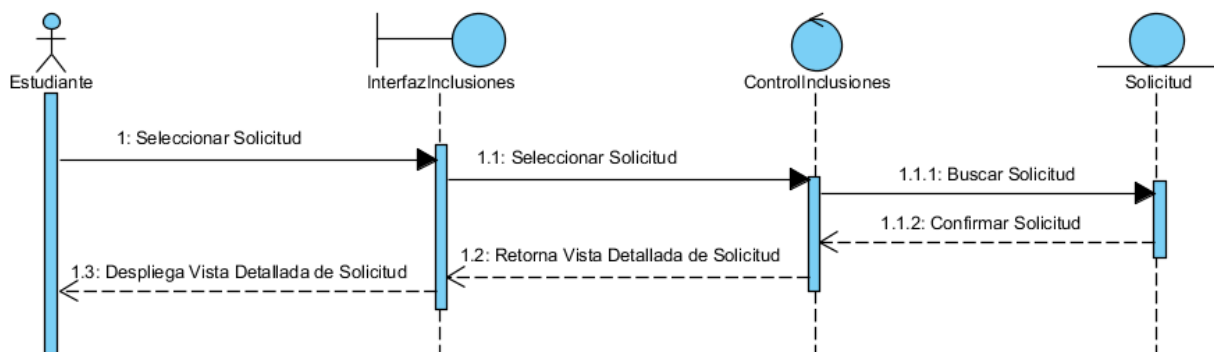 Estudiante
InterfazInclusiones
ControlInclusiones
Solicitud
1: Seleccionar Solicitud
1.1: Seleccionar Solicitud
1.1.1: Buscar Solicitud
1.1.2: Confirmar Solicitud
1.2: Retorna Vista Detallada de Solicitud
1.3: Despliega Vista Detallada de Solicitud